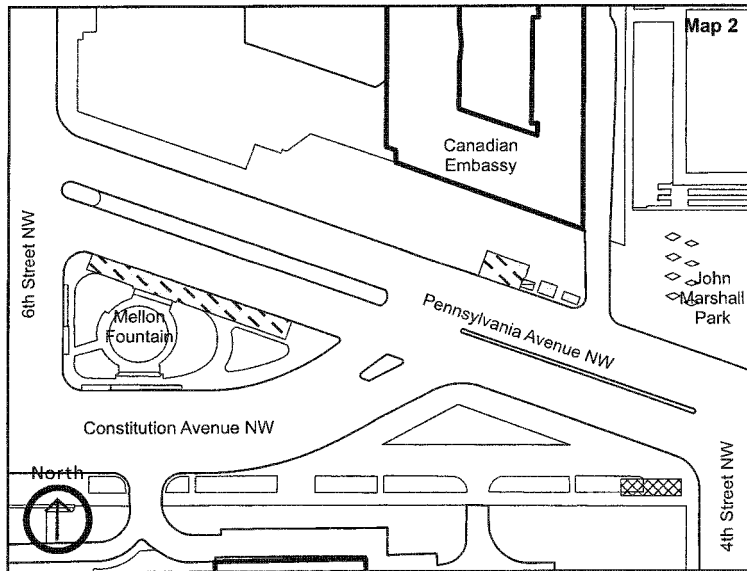 Map 2
Canadian
Embassy
6th Street NW
John
Marshall
Park
Mellon
Fountain
Pennsylvania Avenue NW
Constitution Avenue NW
North
4th Street NW